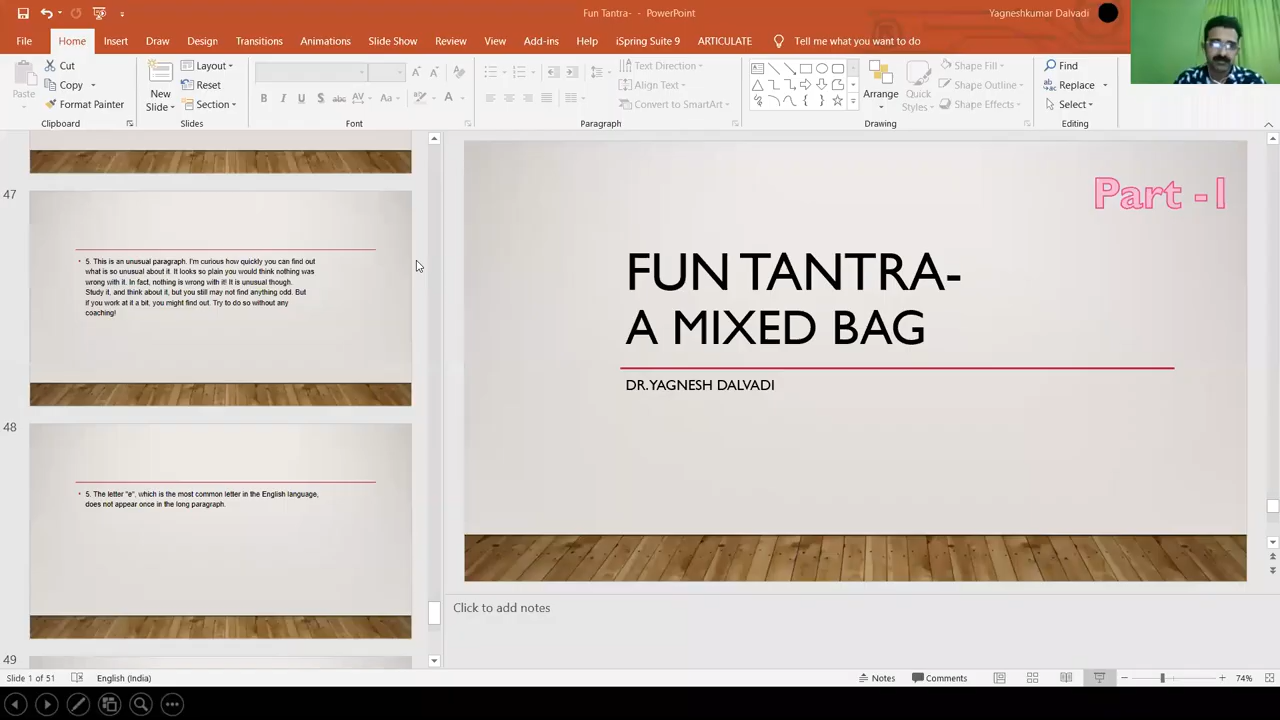 Fun Tantra- - PowerPoint
Yagneshkumar Dalvadi
File Home Insert Draw Design Transitions Animations Slide Show Review View Add-ins Help iSpring Suite 9 ARTICULATE Tell me what you want to do
Paste
Cut
Copy
Format Painter
Clipboard
New
Slide
Layout
Reset
Section
Slides
Font
Text Direction
Align Text
Convert to SmartArt
Paragraph
Arrange
Quick
Styles
Shape Fill
Shape Outline
Shape Effects
Drawing
Find
Replace
Select
Editing
47
5. This is an unusual paragraph. I'm curious how quickly you can find out
what is so unusual about it. It looks so plain you would think nothing was
wrong with it. In fact, nothing is wrong with it! It is unusual though.
Study it, and think about it, but you still may not find anything odd. But
if you work at it a bit, you might find out. Try to do so without any
coaching!
48
5. The letter "e", which is the most common letter in the English language,
does not appear once in the long paragraph.
49
Part -I
FUN TANTRA-
A MIXED BAG
DR.YAGNESH DALVADI
Click to add notes
Slide 1 of 51
English (India)
Notes
Comments
74%